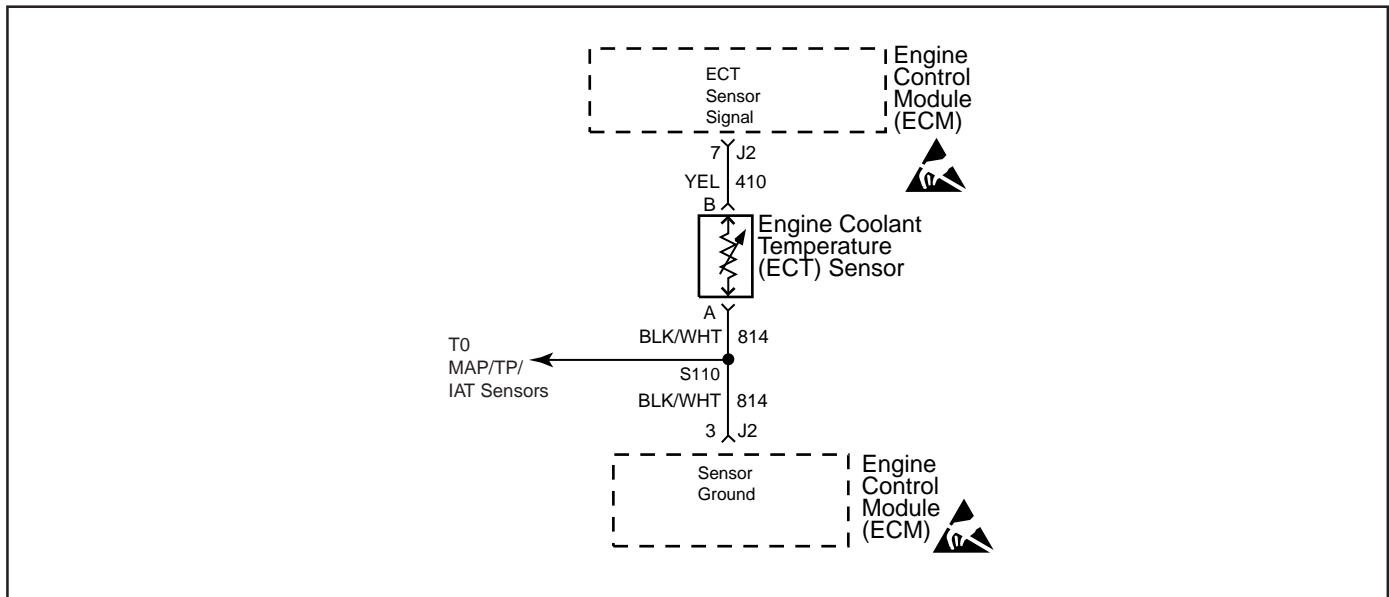 ECT
Sensor
Signal
Engine
Control
Module
(ECM)
7 J2
YEL 410
B
Engine Coolant
Temperature
(ECT) Sensor
A
BLK/WHT 814
T0
MAP/TP/
IAT Sensors
S110
BLK/WHT 814
3 J2
Sensor
Ground
Engine
Control
Module
(ECM)